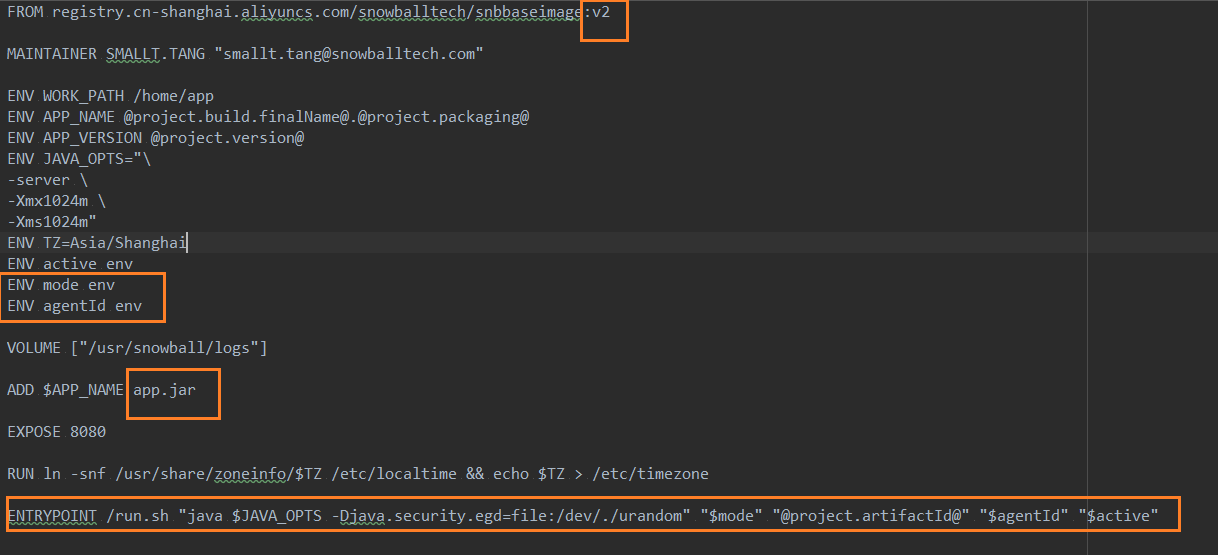 FROM registry.cn-shanghai.aliyuncs.com/snowballtech/snbbaseimage:v2
MAINTAINER SMALLT.TANG "smallt.tang@snowballtech.com"
ENV WORK_PATH /home/app
ENV APP_NAME @project.build.finalName@.@project.packaging@
ENV APP_VERSION @project.version@
ENV JAVA_OPTS="\
-server \
-Xmx1024m \
-Xms1024m"
ENV TZ=Asia/Shanghai
ENV active env
ENV mode env
ENV agentId env
VOLUME ["/usr/snowball/logs"]
ADD $APP_NAME app.jar
EXPOSE 8080
RUN ln -snf /usr/share/zoneinfo/$TZ /etc/localtime && echo $TZ > /etc/timezone
ENTRYPOINT /run.sh "java $JAVA_OPTS -Djava.security.egd=file:/dev/./urandom" "$mode" "@project.artifactId@" "$agentId" "$active"